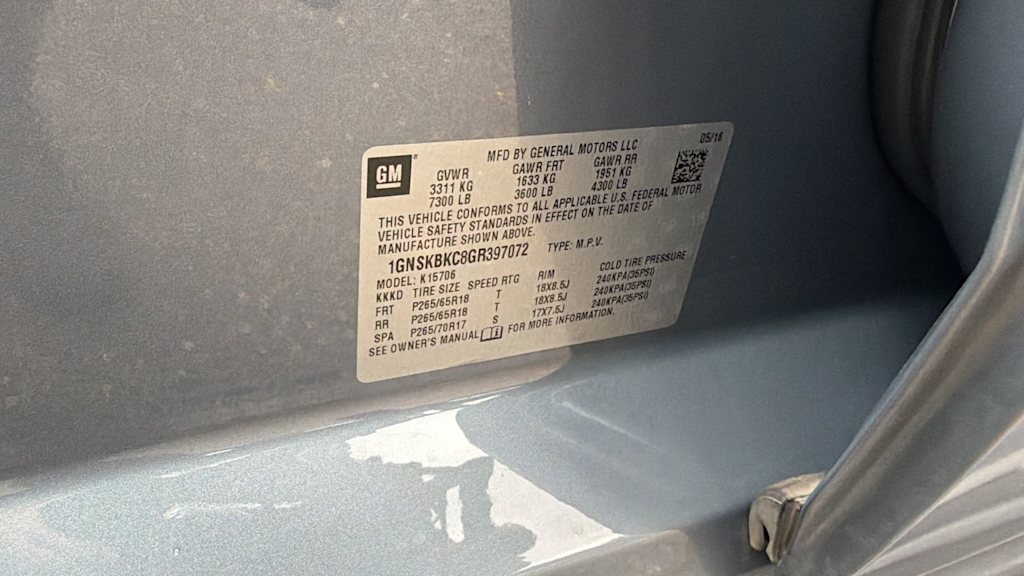 GM
MFD BY GENERAL MOTORS LLC 05/16
GVWR GAWR FRT GAWR RR
3311 KG 1633 KG 1951 KG
7300 LB 3600 LB 4300 LB
THIS VEHICLE CONFORMS TO ALL APPLICABLE U.S. FEDERAL MOTOR
VEHICLE SAFETY STANDARDS IN EFFECT ON THE DATE OF
MANUFACTURE SHOWN ABOVE.
1GNSKBKC8GR397072 TYPE: M.P.V.
MODEL: K15706
KKKD TIRE SIZE SPEED RTG RIM COLD TIRE PRESSURE
FRT P265/65R18 T 18X8.5J 240KPA(35PSI)
RR P265/65R18 T 18X8.5J 240KPA(35PSI)
SPA P265/70R17 S 17X7.5J 240KPA(35PSI)
SEE OWNER'S MANUAL FOR MORE INFORMATION.